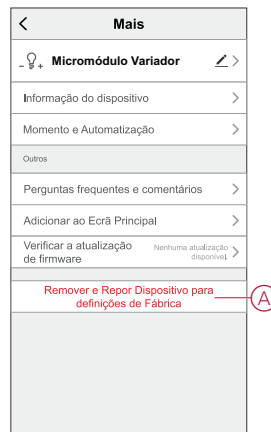 Mais
Micromódulo Variador
Informação do dispositivo
Momento e Automatização
Outros
Perguntas frequentes e comentários
Adicionar ao Ecrã Principal
Verificar a atualização
de firmware
Nenhuma atualização
disponível.
Remover e Repor Dispositivo para
definições de Fábrica
A